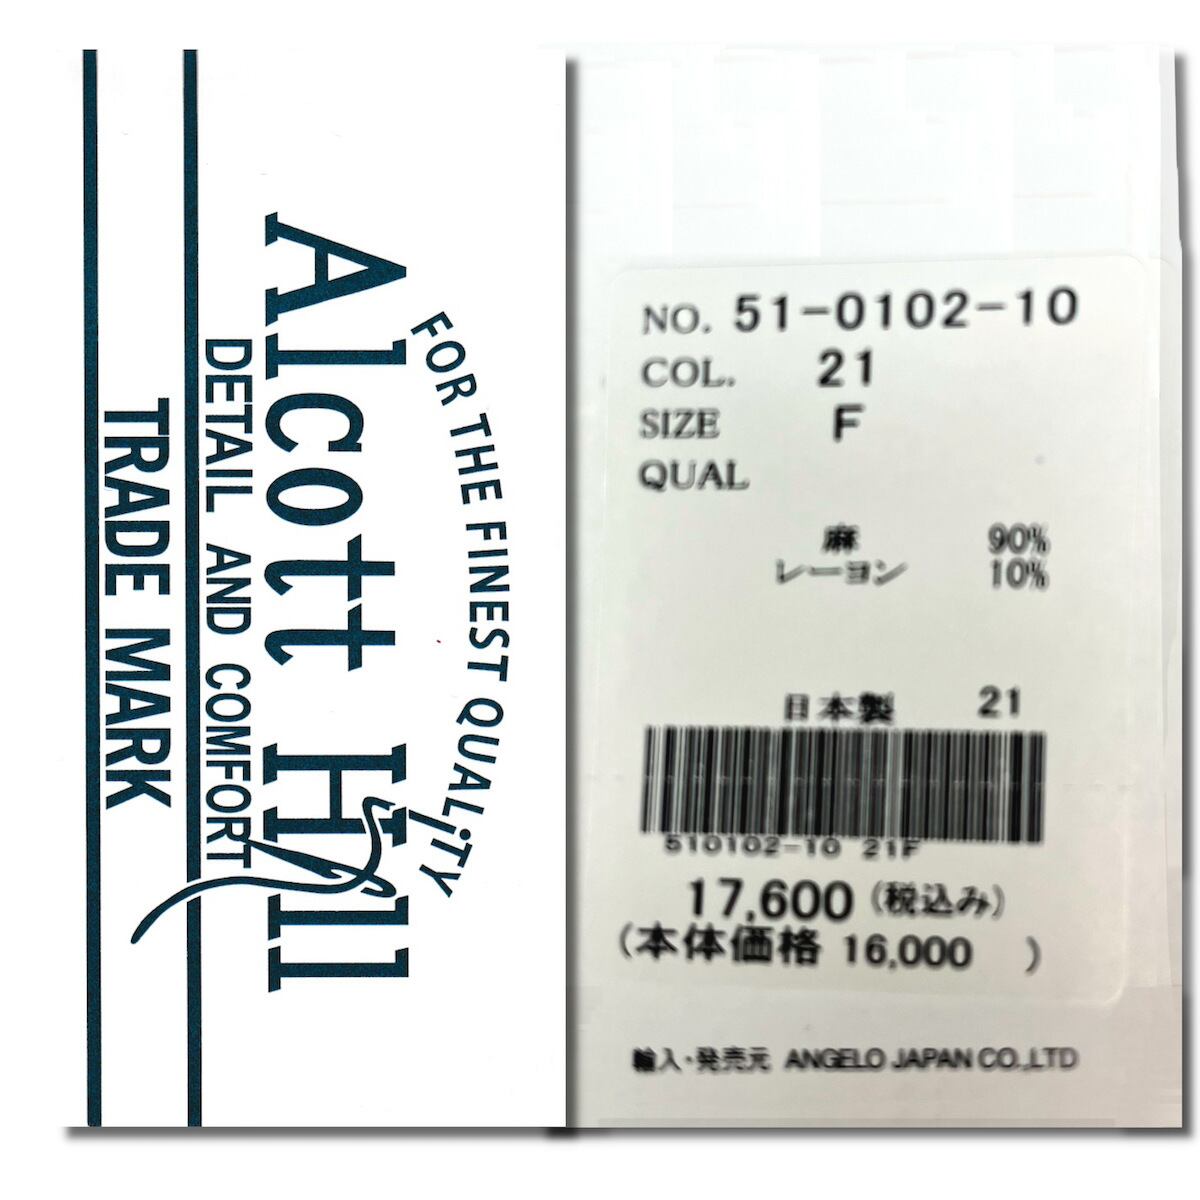 FOR THE FINEST QUALiTY
Alcott Hill
DETAIL AND COMFORT
TRADE MARK
NO. 51-0102-10
COL. 21
SIZE F
QUAL
麻 90%
レーヨン 10%
日本製 21
510102-10 21F
17,600 (税込み)
(本体価格 16,000 )
輸入・発売元 ANGELO JAPAN CO.,LTD